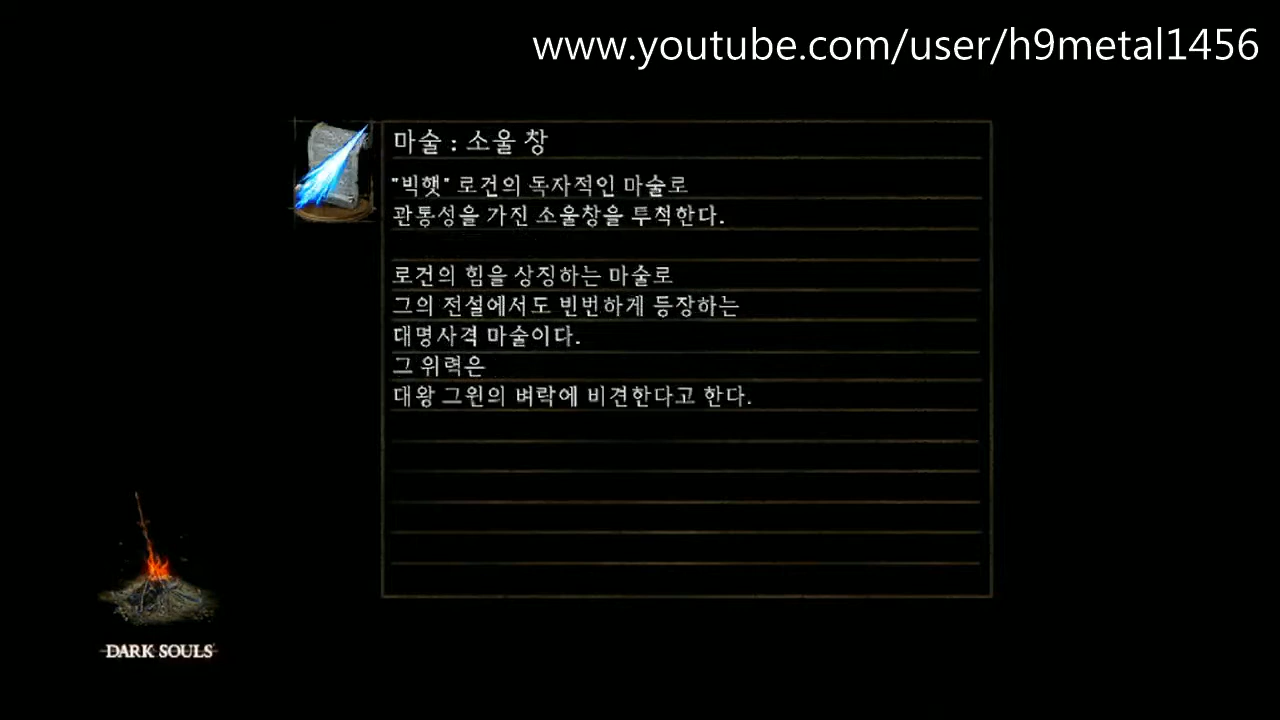 www.youtube.com/user/h9metal1456
마술 : 소울 창
"빅햇" 로건의 독자적인 마술로
관통성을 가진 소울창을 투척한다.
로건의 힘을 상징하는 마술로
그의 전설에서도 빈번하게 등장하는
대명사격 마술이다.
그 위력은
대왕 그윈의 벼락에 비견한다고 한다.
DARK SOULS